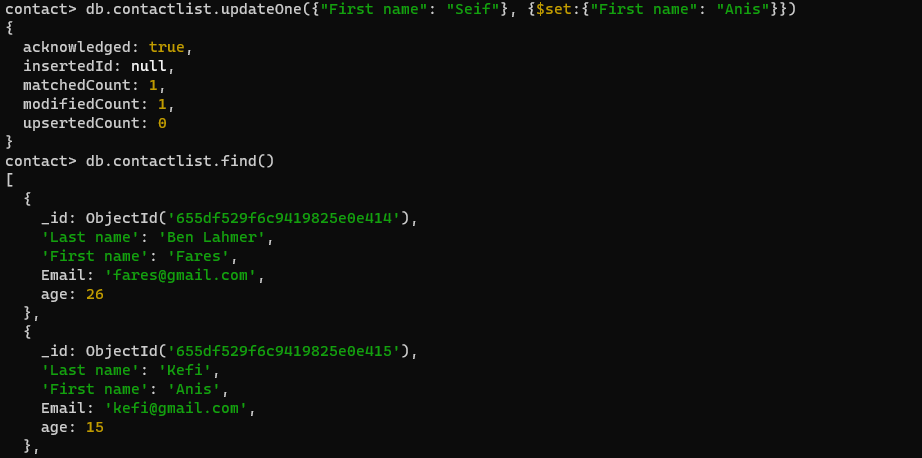 contact> db.contactlist.updateOne({"First name": "Seif"}, {$set:{"First name": "Anis"}})
{
  acknowledged: true,
  insertedId: null,
  matchedCount: 1,
  modifiedCount: 1,
  upsertedCount: 0
}
contact> db.contactlist.find()
[
  {
    _id: ObjectId('655df529f6c9419825e0e414'),
    'Last name': 'Ben Lahmer',
    'First name': 'Fares',
    Email: 'fares@gmail.com',
    age: 26
  },
  {
    _id: ObjectId('655df529f6c9419825e0e415'),
    'Last name': 'Kefi',
    'First name': 'Anis',
    Email: 'kefi@gmail.com',
    age: 15
  },